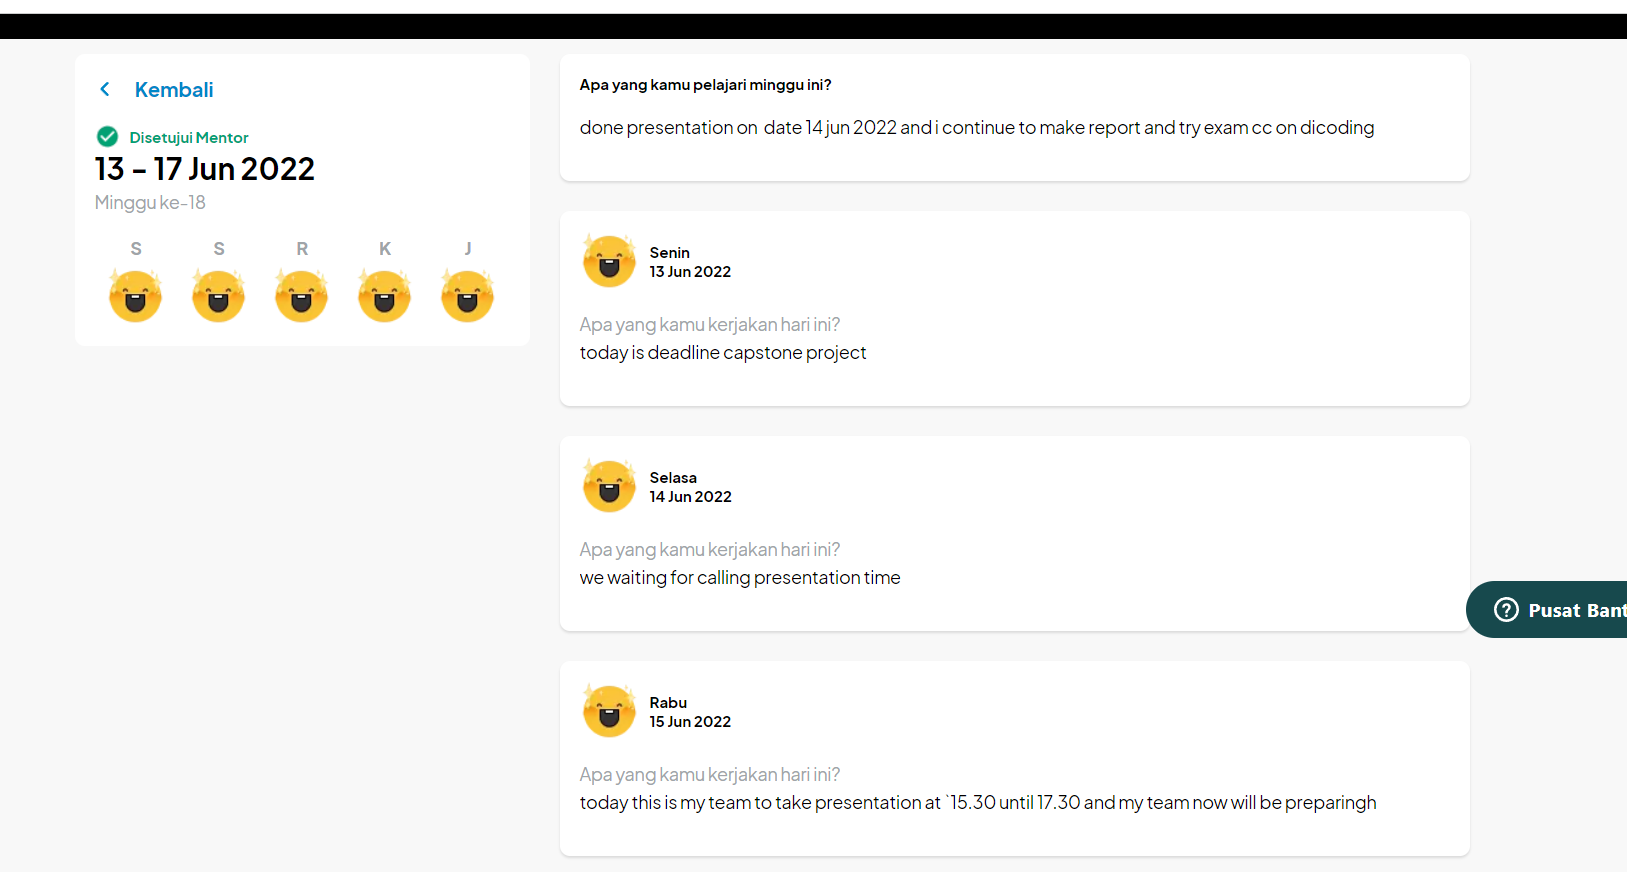 Kembali
Disetujui Mentor
13 - 17 Jun 2022
Minggu ke-18
S S R K J
Apa yang kamu pelajari minggu ini?
done presentation on  date 14 jun 2022 and i continue to make report and try exam cc on dicoding
Senin
13 Jun 2022
Apa yang kamu kerjakan hari ini?
today is deadline capstone project
Selasa
14 Jun 2022
Apa yang kamu kerjakan hari ini?
we waiting for calling presentation time
Rabu
15 Jun 2022
Apa yang kamu kerjakan hari ini?
today this is my team to take presentation at `15.30 until 17.30 and my team now will be preparingh
Pusat Bant